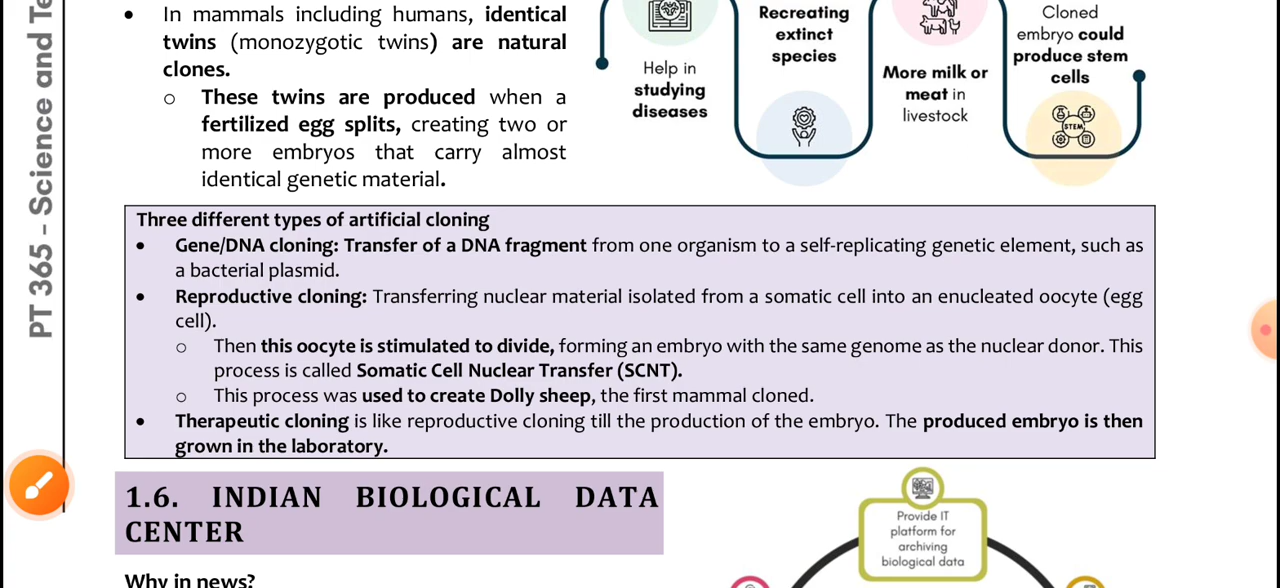 PT 365 - Science and Te
• In mammals including humans, identical
twins (monozygotic twins) are natural
clones.
o These twins are produced when a
fertilized egg splits, creating two or
more embryos that carry almost
identical genetic material.
Help in
studying
diseases
Recreating
extinct
species
More milk or
meat in
livestock
Cloned
embryo could
produce stem
cells
STEM
Three different types of artificial cloning
• Gene/DNA cloning: Transfer of a DNA fragment from one organism to a self-replicating genetic element, such as
a bacterial plasmid.
• Reproductive cloning: Transferring nuclear material isolated from a somatic cell into an enucleated oocyte (egg
cell).
o Then this oocyte is stimulated to divide, forming an embryo with the same genome as the nuclear donor. This
process is called Somatic Cell Nuclear Transfer (SCNT).
o This process was used to create Dolly sheep, the first mammal cloned.
• Therapeutic cloning is like reproductive cloning till the production of the embryo. The produced embryo is then
grown in the laboratory.
1.6. INDIAN BIOLOGICAL DATA
CENTER
Provide IT
platform for
archiving
biological data
Why in news?